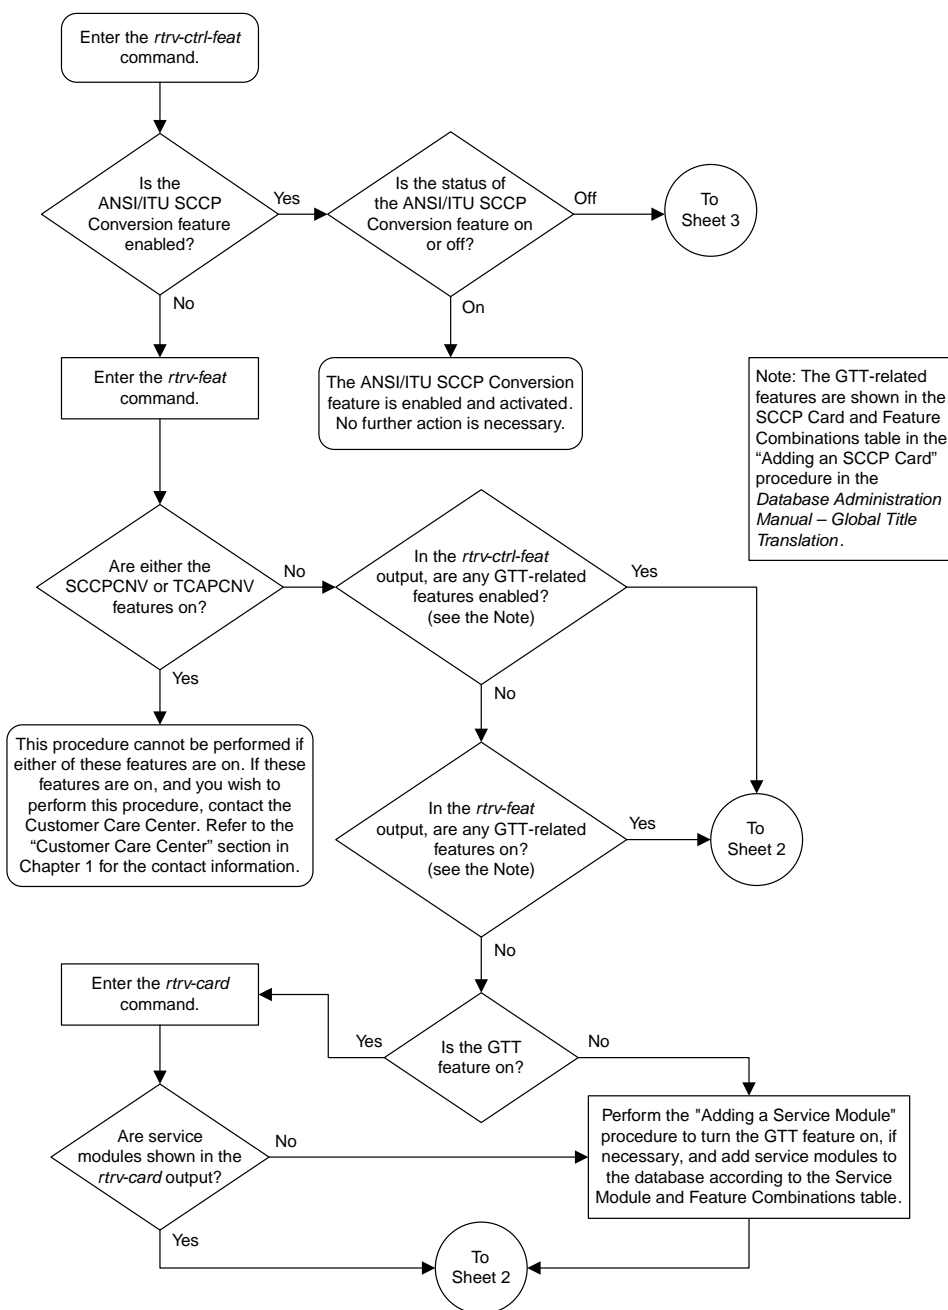 Enter the rtrv-ctrl-feat
command.
Is the
ANSI/ITU SCCP
Conversion feature
enabled?
Yes
Is the status of
the ANSI/ITU SCCP
Conversion feature on
or off?
Off
To
Sheet 3
No
On
Enter the rtrv-feat
command.
The ANSI/ITU SCCP Conversion
feature is enabled and activated.
No further action is necessary.
Note: The GTT-related
features are shown in the
SCCP Card and Feature
Combinations table in the
“Adding an SCCP Card”
procedure in the
Database Administration
Manual – Global Title
Translation.
Are either the
SCCPCNV or TCAPCNV
features on?
No
In the rtrv-ctrl-feat
output, are any GTT-related
features enabled?
(see the Note)
Yes
Yes
No
This procedure cannot be performed if
either of these features are on. If these
features are on, and you wish to
perform this procedure, contact the
Customer Care Center. Refer to the
“Customer Care Center” section in
Chapter 1 for the contact information.
In the rtrv-feat
output, are any GTT-related
features on?
(see the Note)
Yes
To
Sheet 2
No
Enter the rtrv-card
command.
Yes
Is the GTT
feature on?
No
Are service
modules shown in the
rtrv-card output?
No
Perform the "Adding a Service Module"
procedure to turn the GTT feature on, if
necessary, and add service modules to
the database according to the Service
Module and Feature Combinations table.
Yes
To
Sheet 2